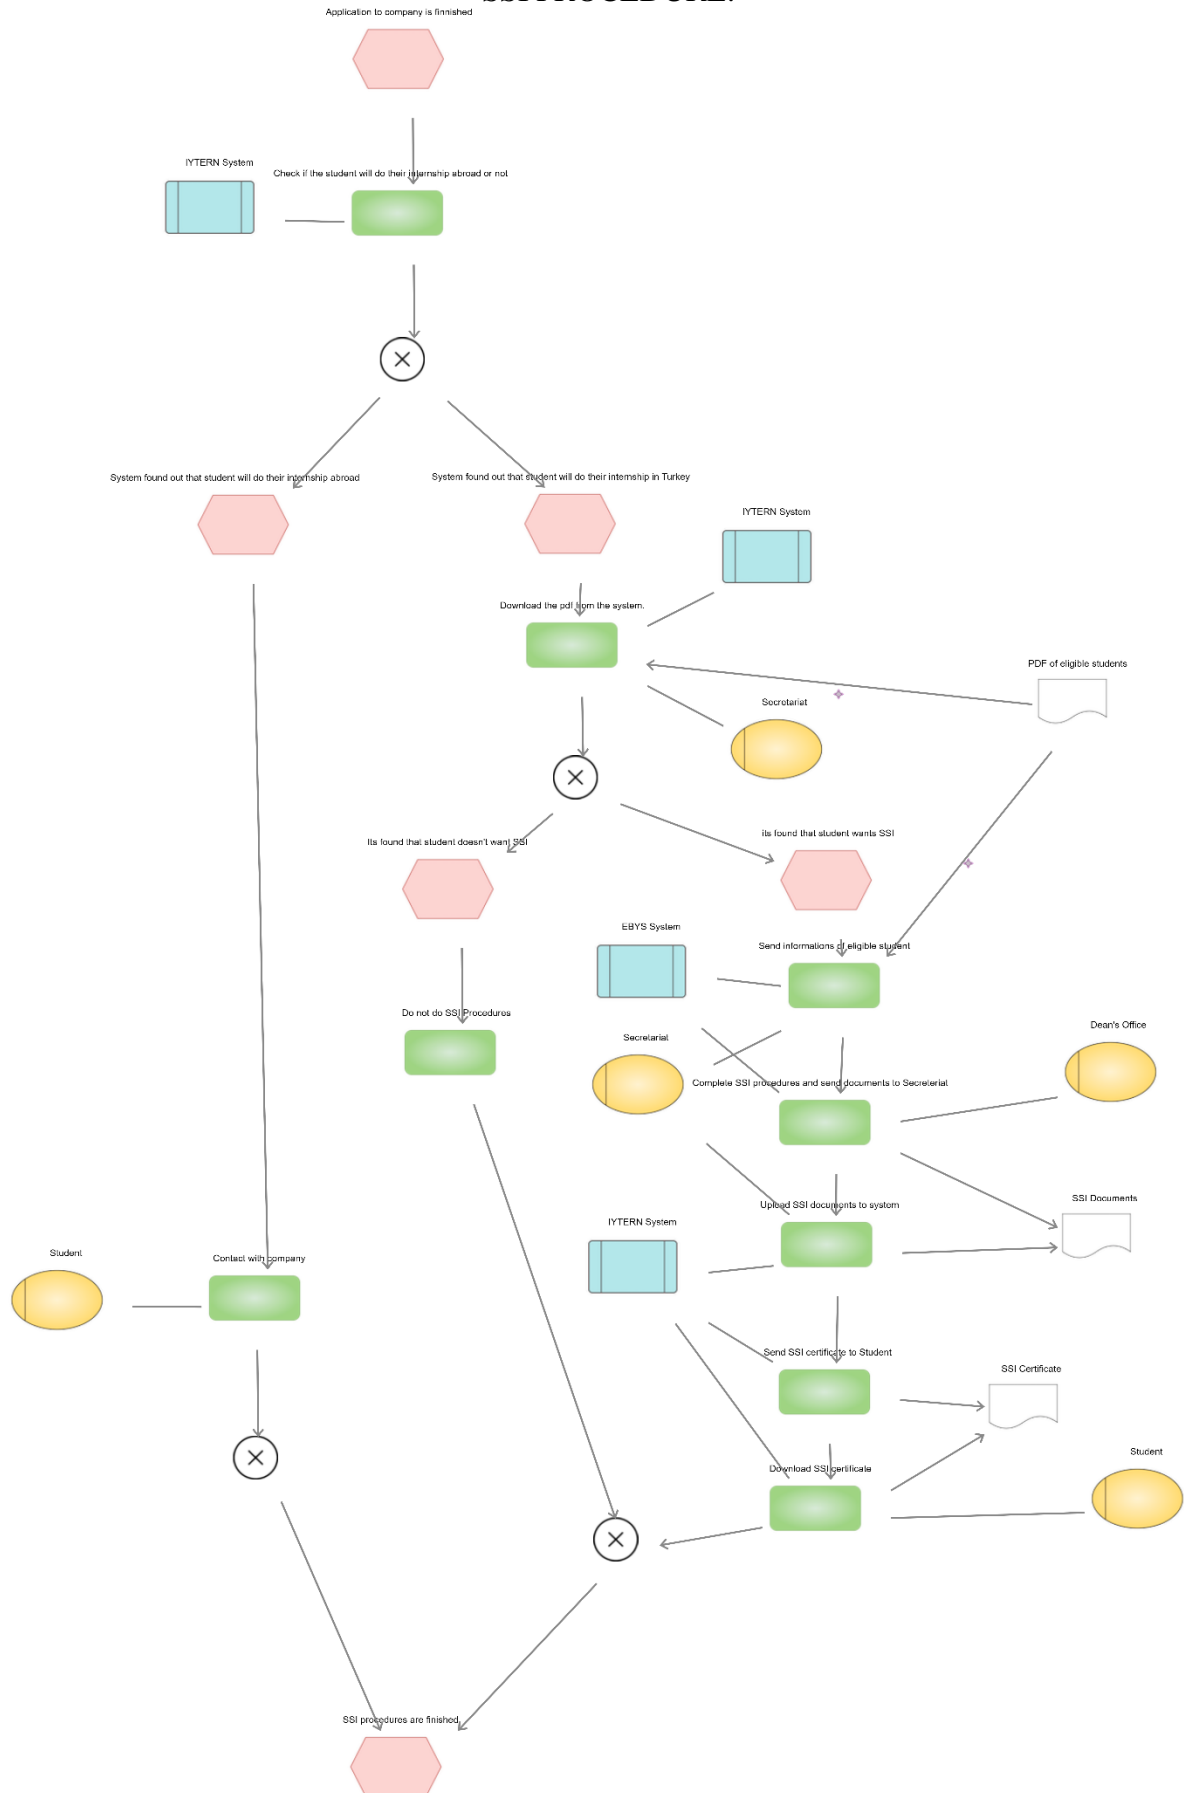 SSI PROCEDURE:
Application to company is finnished
IYTERN System
Check if the student will do their internship abroad or not
System found out that student will do their internship abroad
System found out that student will do their internship in Turkey
IYTERN System
Download the pdf from the system.
PDF of eligible students
Secretariat
Its found that student doesn't want SSI
its found that student wants SSI
EBYS System
Send informations of eligible student
Do not do SSI Procedures
Dean's Office
Secretariat
Complete SSI procedures and send documents to Secreteriat
SSI Documents
Upload SSI documents to system
IYTERN System
Student
Contact with company
Send SSI certificate to Student
SSI Certificate
Student
Download SSI certificate
SSI procedures are finished